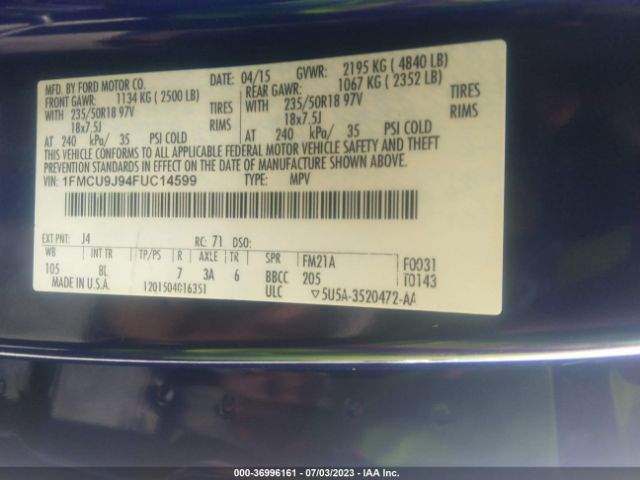 MFD. BY FORD MOTOR CO. DATE: 04/15 GVWR: 2195 KG ( 4840 LB)
FRONT GAWR: 1134 KG ( 2500 LB) REAR GAWR: 1067 KG ( 2352 LB)
WITH 235/50R18 97V TIRES WITH 235/50R18 97V TIRES
18x7.5J RIMS 18x7.5J RIMS
AT 240 kPa/ 35 PSI COLD AT 240 kPa/ 35 PSI COLD
THIS VEHICLE CONFORMS TO ALL APPLICABLE FEDERAL MOTOR VEHICLE SAFETY AND THEFT
PREVENTION STANDARDS IN EFFECT ON THE DATE OF MANUFACTURE SHOWN ABOVE.
VIN: 1FMCU9J94FUC14599 TYPE: MPV
EXT PNT: J4 RC: 71 DSO:
WB INT TR TP/PS R AXLE TR SPR FM21A F0031
105 8L 7 3A 6 BBCC 205 T0143
MADE IN U.S.A. 1201504016351 ULC ▽5U5A-3520472-AA
000-36996161 - 07/03/2023 - IAA Inc.